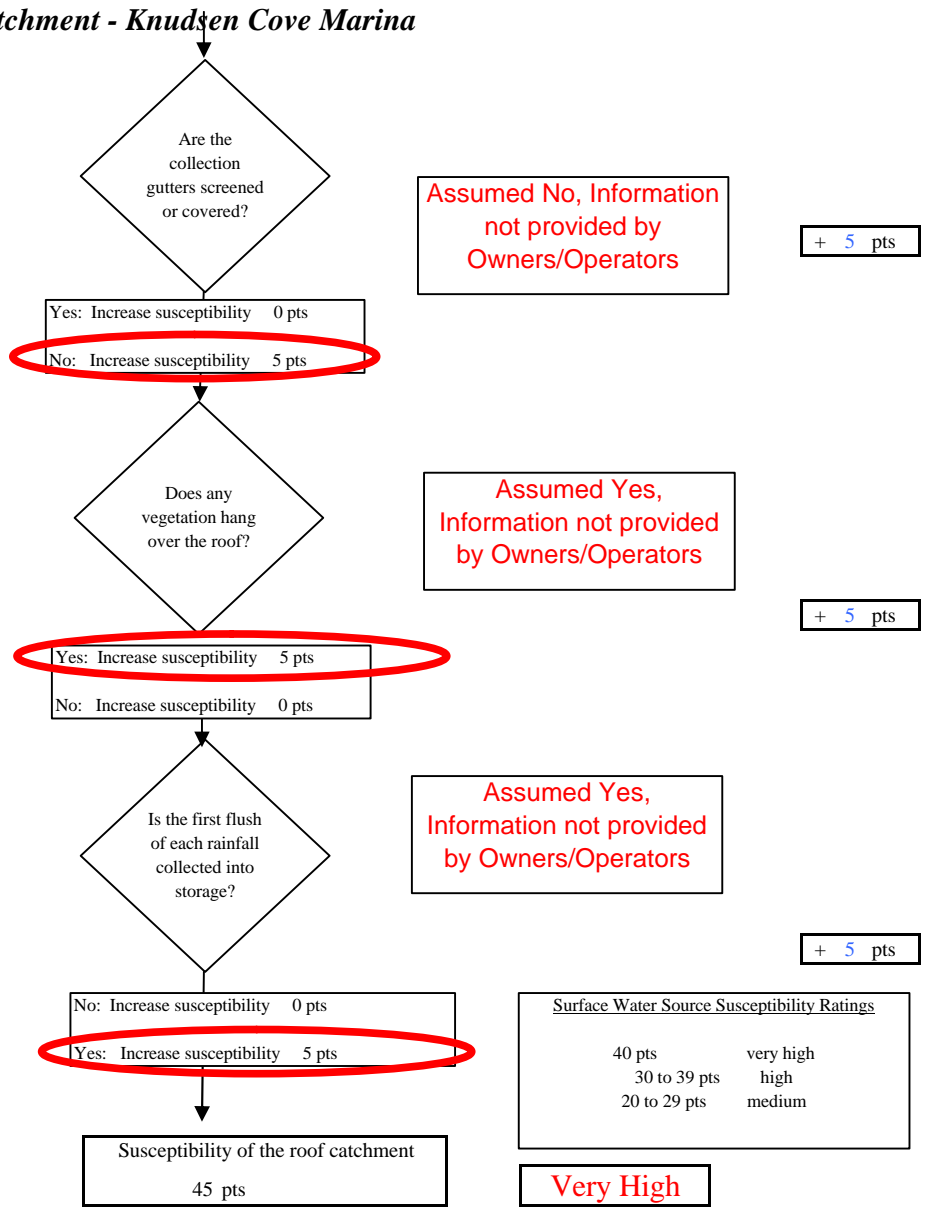 tchment - Knudsen Cove Marina
Are the
collection
gutters screened
or covered?
Assumed No, Information
not provided by
Owners/Operators
+ 5 pts
Yes: Increase susceptibility 0 pts
No: Increase susceptibility 5 pts
Does any
vegetation hang
over the roof?
Assumed Yes,
Information not provided
by Owners/Operators
+ 5 pts
Yes: Increase susceptibility 5 pts
No: Increase susceptibility 0 pts
Is the first flush
of each rainfall
collected into
storage?
Assumed Yes,
Information not provided
by Owners/Operators
+ 5 pts
No: Increase susceptibility 0 pts
Yes: Increase susceptibility 5 pts
Surface Water Source Susceptibility Ratings
40 pts very high
30 to 39 pts high
20 to 29 pts medium
Susceptibility of the roof catchment
45 pts
Very High